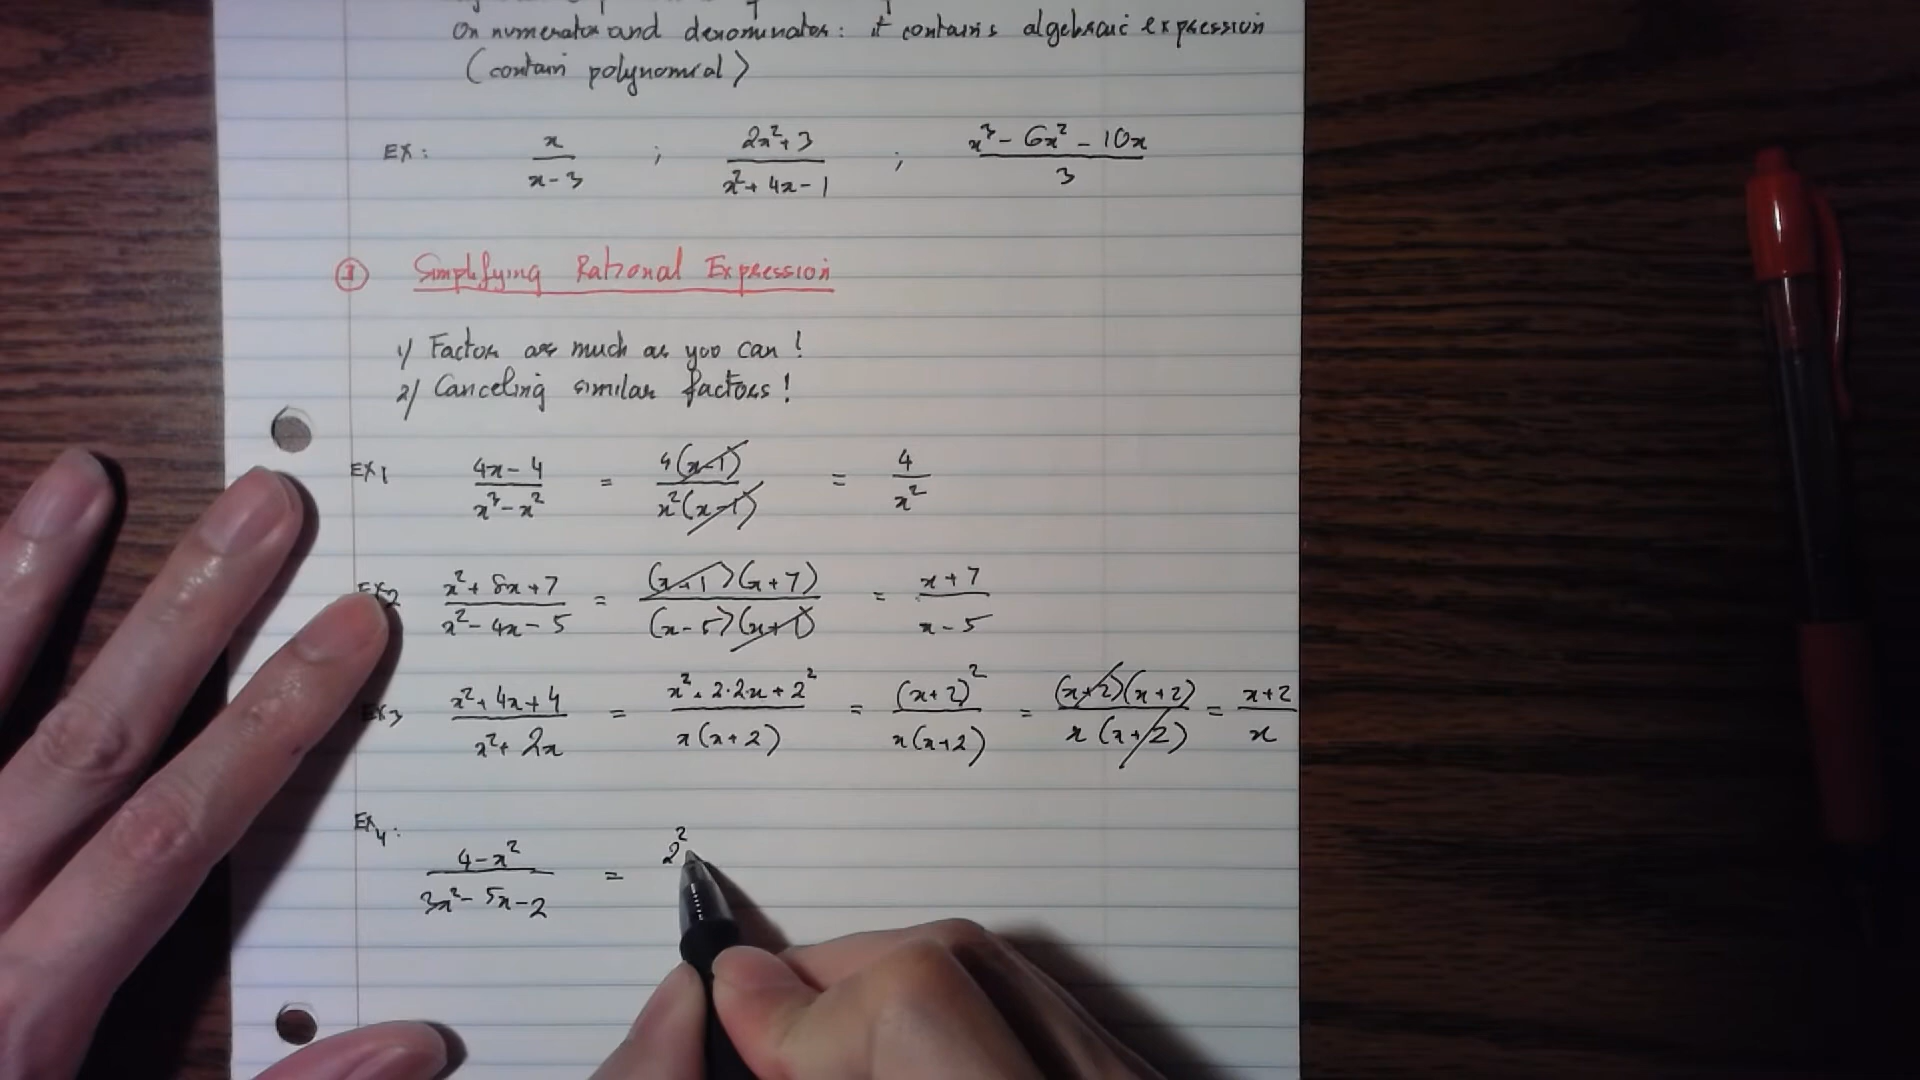 On numerator and denominator: it contains algebraic expression
(contain polynomial)
EX: x/(x-3) ; (2x²+3)/(x²+4x-1) ; (x³-6x²-10x)/3
① Simplifying Rational Expression
1) Factor as much as you can!
2) Canceling similar factors!
EX1 (4x-4)/(x³-x²) = 4(x-1)/x²(x-1) = 4/x²
EX2 (x²+8x+7)/(x²-4x-5) = (x+1)(x+7)/(x-5)(x+1) = (x+7)/(x-5)
EX3 (x²+4x+4)/(x²+2x) = (x²+2·2x+2²)/x(x+2) = (x+2)²/x(x+2) = (x+2)(x+2)/x(x+2) = (x+2)/x
EX4:
(4-x²)/(3x²-5x-2) = 2²